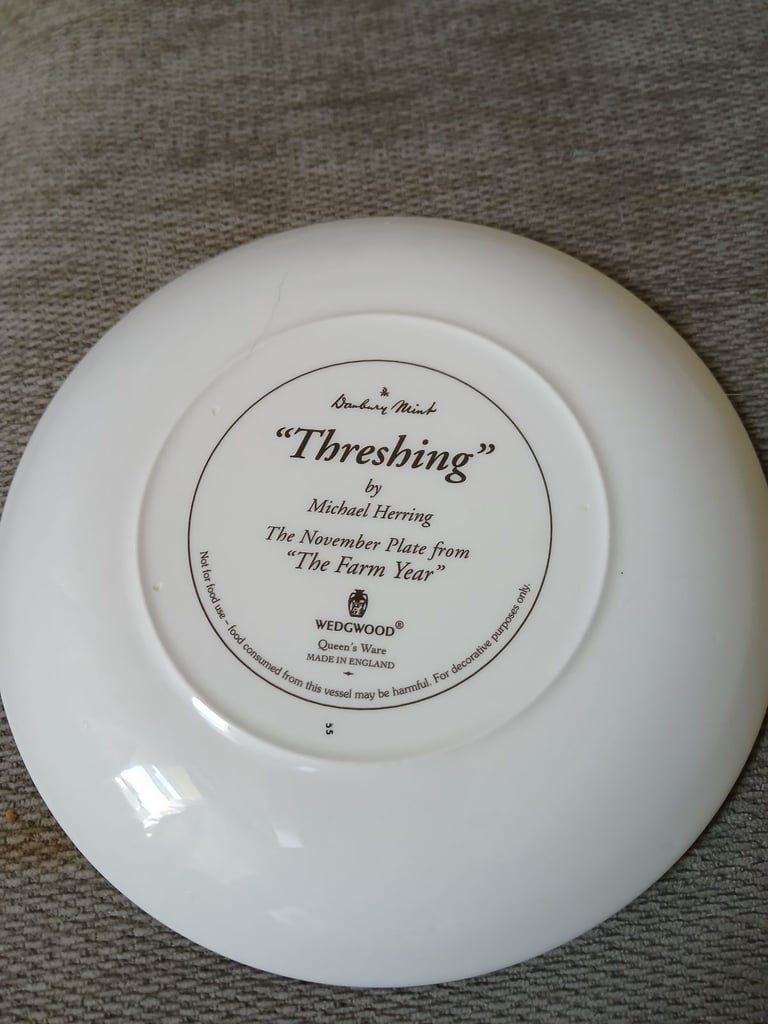 The
Danbury Mint
“Threshing”
by
Michael Herring
The November Plate from
“The Farm Year”
WEDGWOOD®
Queen's Ware
MADE IN ENGLAND
Not for food use – food consumed from this vessel may be harmful. For decorative purposes only.